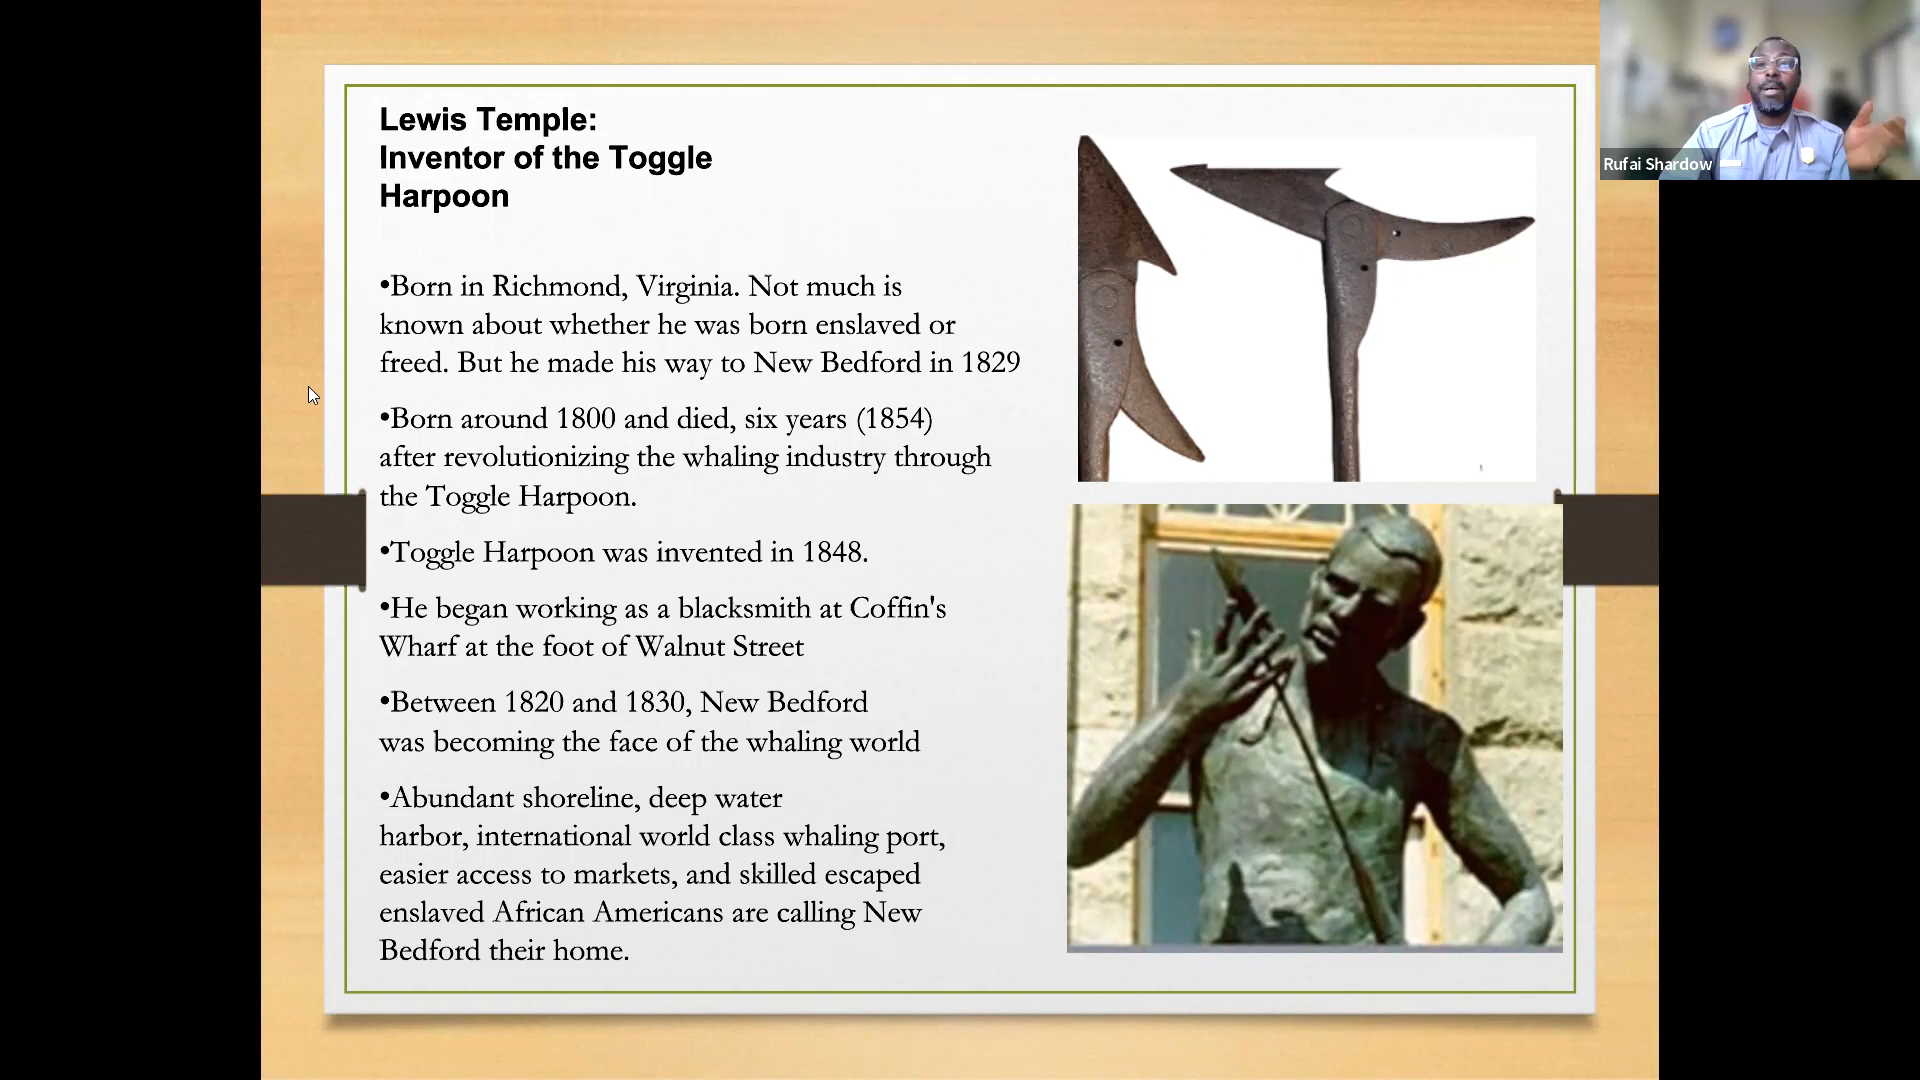 Lewis Temple:
Inventor of the Toggle
Harpoon
•Born in Richmond, Virginia. Not much is
known about whether he was born enslaved or
freed. But he made his way to New Bedford in 1829
•Born around 1800 and died, six years (1854)
after revolutionizing the whaling industry through
the Toggle Harpoon.
•Toggle Harpoon was invented in 1848.
•He began working as a blacksmith at Coffin's
Wharf at the foot of Walnut Street
•Between 1820 and 1830, New Bedford
was becoming the face of the whaling world
•Abundant shoreline, deep water
harbor, international world class whaling port,
easier access to markets, and skilled escaped
enslaved African Americans are calling New
Bedford their home.
Rufai Shardow